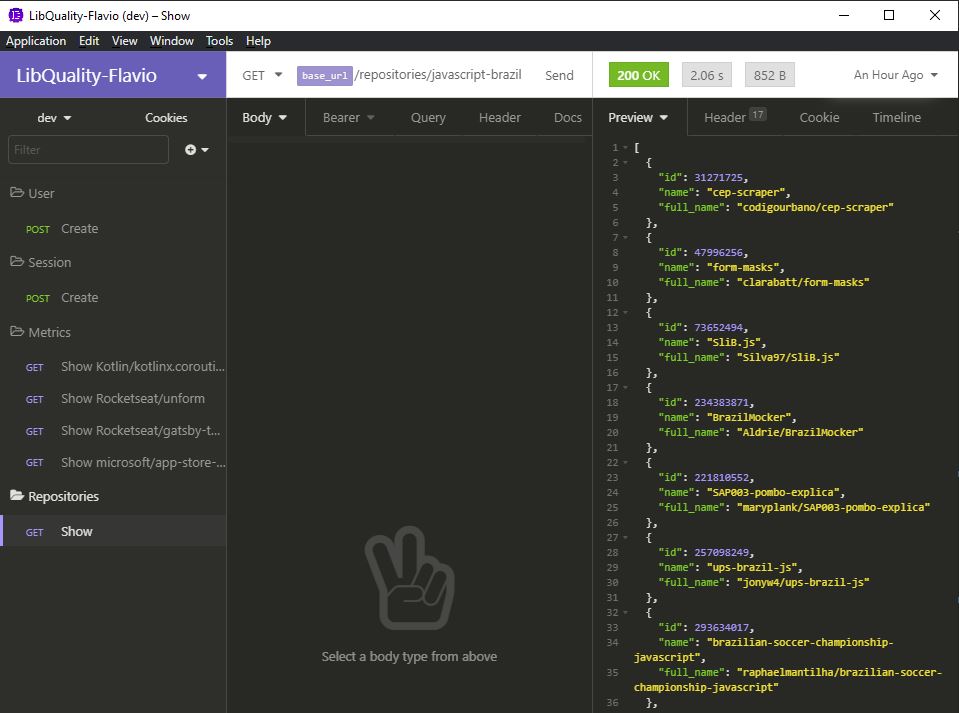 LibQuality-Flavio (dev) – Show
Application Edit View Window Tools Help
LibQuality-Flavio
GET base_url/repositories/javascript-brazil Send
200 OK 2.06 s 852 B An Hour Ago
dev Cookies
Filter
User
POST Create
Session
POST Create
Metrics
GET Show Kotlin/kotlinx.corouti...
GET Show Rocketseat/unform
GET Show Rocketseat/gatsby-t...
GET Show microsoft/app-store-...
Repositories
GET Show
Body Bearer Query Header Docs
Select a body type from above
Preview Header 17 Cookie Timeline
1 [
2 {
3 "id": 31271725,
4 "name": "cep-scraper",
5 "full_name": "codigourbano/cep-scraper"
6 },
7 {
8 "id": 47996256,
9 "name": "form-masks",
10 "full_name": "clarabatt/form-masks"
11 },
12 {
13 "id": 73652494,
14 "name": "SliB.js",
15 "full_name": "Silva97/SliB.js"
16 },
17 {
18 "id": 234383871,
19 "name": "BrazilMocker",
20 "full_name": "Aldrie/BrazilMocker"
21 },
22 {
23 "id": 221810552,
24 "name": "SAP003-pombo-explica",
25 "full_name": "maryplank/SAP003-pombo-explica"
26 },
27 {
28 "id": 257098249,
29 "name": "ups-brazil-js",
30 "full_name": "jonyw4/ups-brazil-js"
31 },
32 {
33 "id": 293634017,
34 "name": "brazilian-soccer-championship-
javascript",
35 "full_name": "raphaelmantilha/brazilian-soccer-
championship-javascript"
36 },